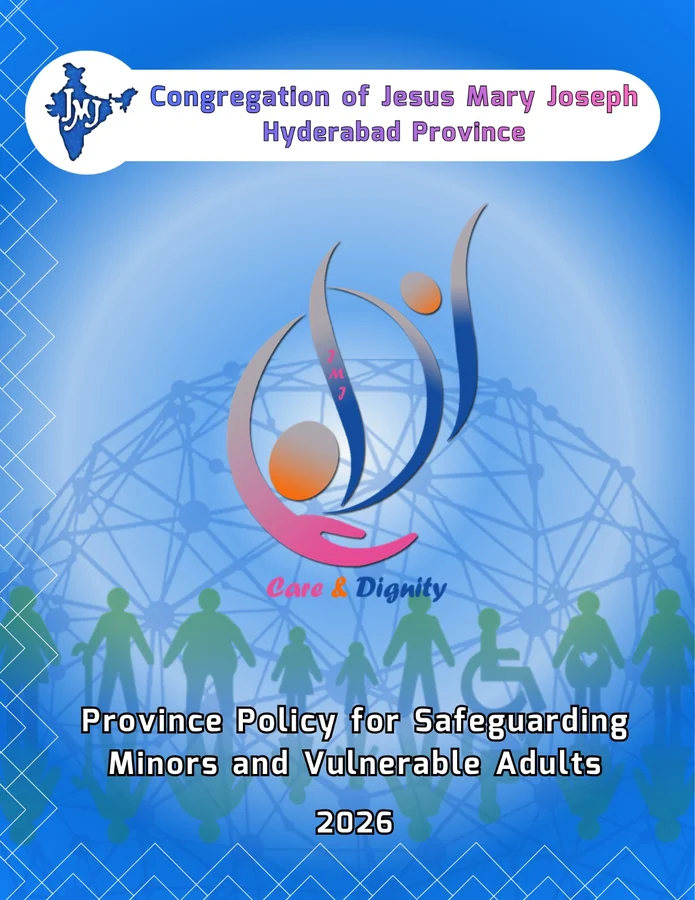 JMJ
Congregation of Jesus Mary Joseph
Hyderabad Province
J
M
J
Care & Dignity
Province Policy for Safeguarding
Minors and Vulnerable Adults
2026